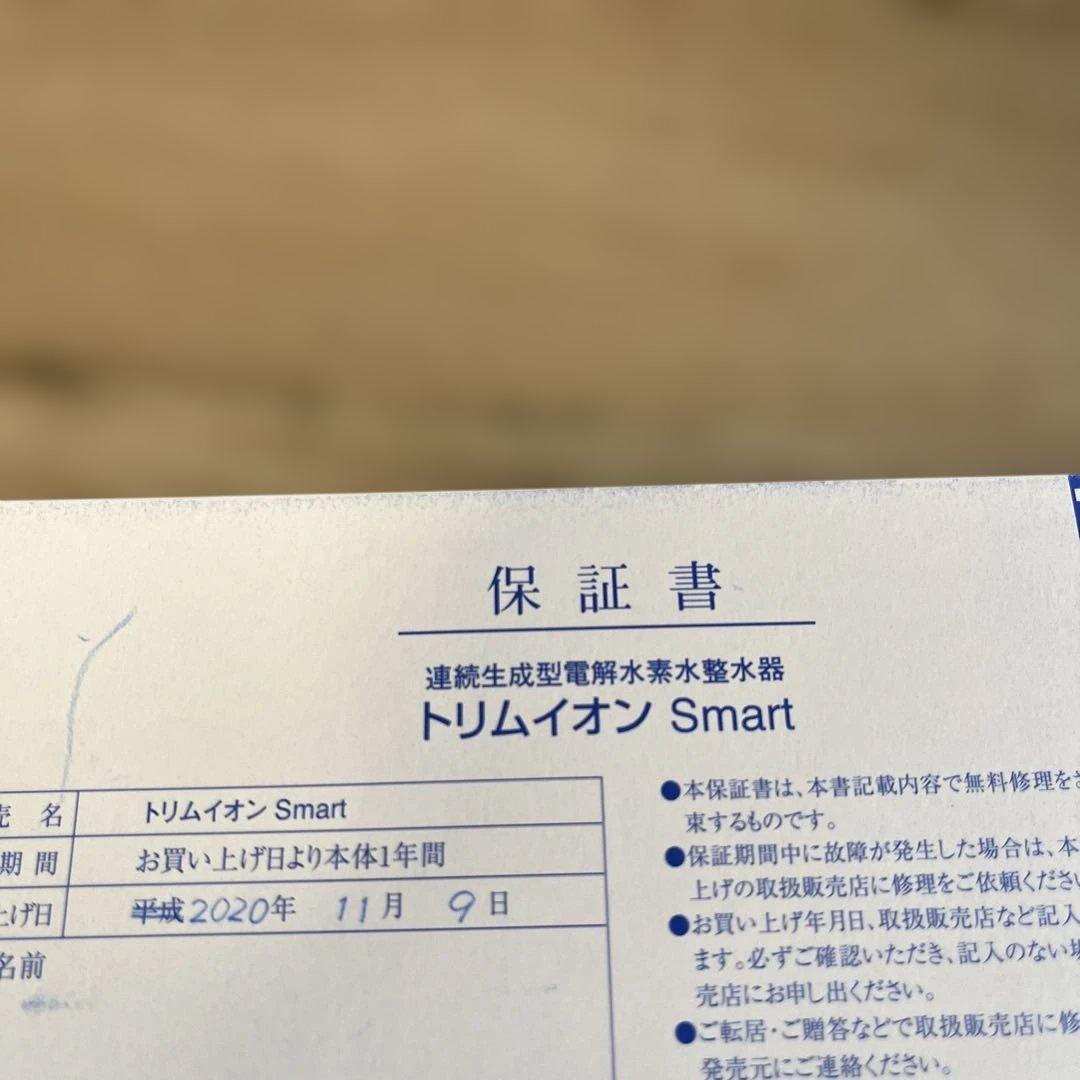 保証書
連続生成型電解水素水整水器
トリムイオン Smart
売名 トリムイオン Smart
期間 お買い上げ日より本体1年間
上げ日 平成2020年 11月 9日
名前
●本保証書は、本書記載内容で無料修理をさ
束するものです。
●保証期間中に故障が発生した場合は、本
上げの取扱販売店に修理をご依頼ください
●お買い上げ年月日、取扱販売店など記入
ます。必ずご確認いただき、記入のない場
売店にお申し出ください。
●ご転居・ご贈答などで取扱販売店に修
発売元にご連絡ください。